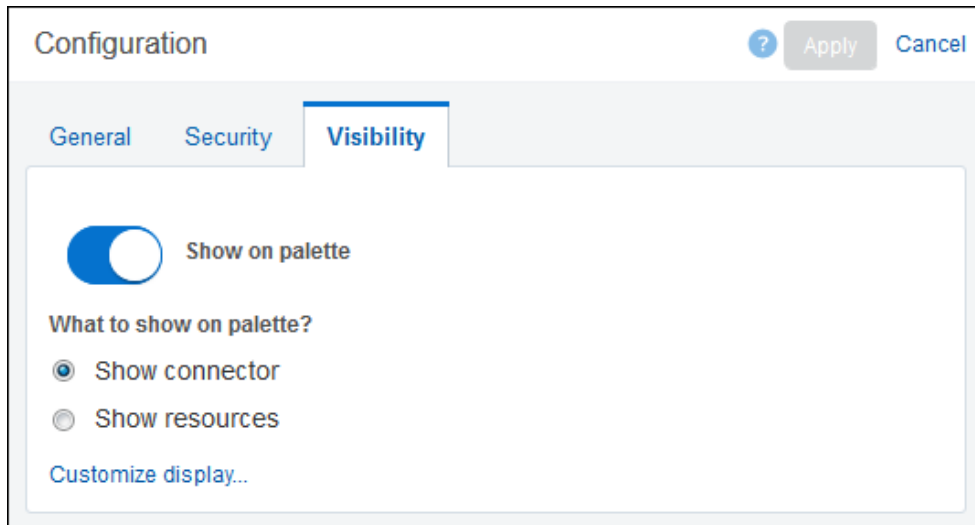 Configuration ? Apply Cancel
General Security Visibility
Show on palette
What to show on palette?
Show connector
Show resources
Customize display...